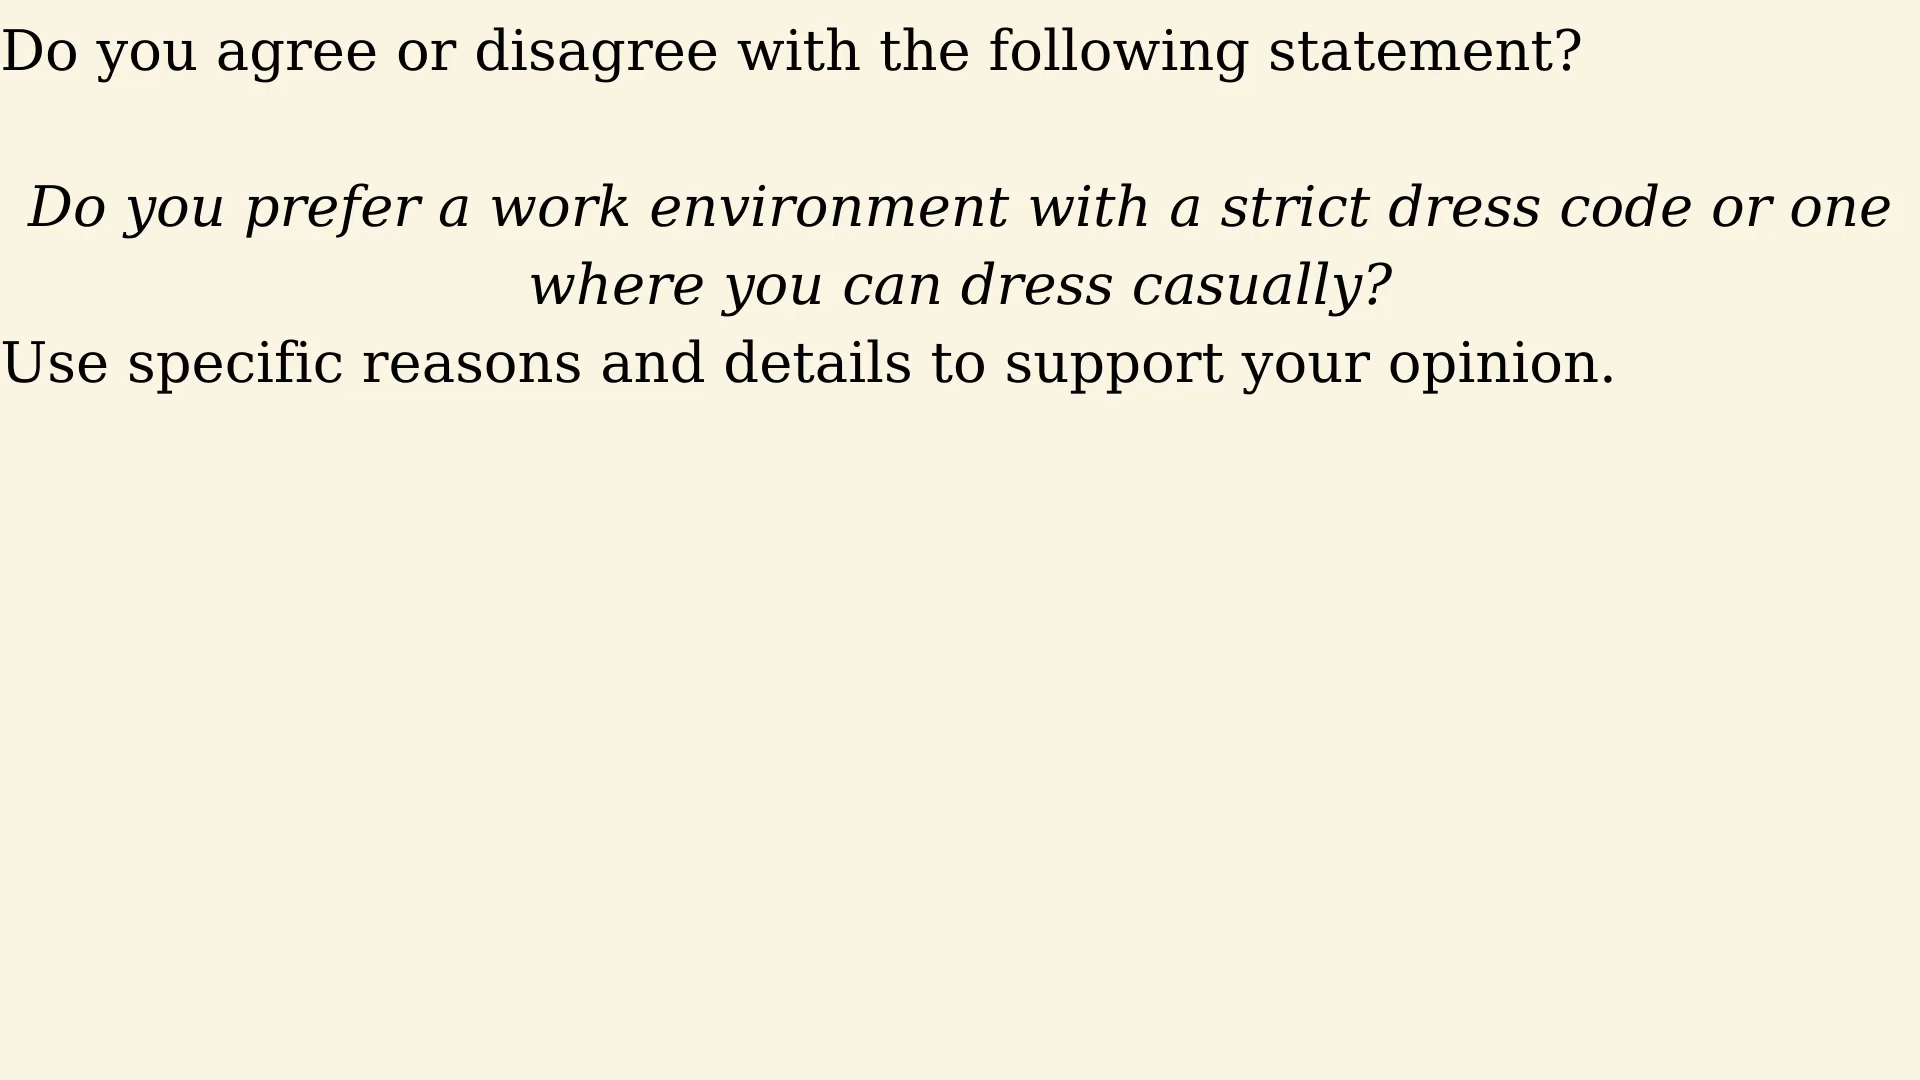 Do you agree or disagree with the following statement?
Do you prefer a work environment with a strict dress code or one
where you can dress casually?
Use specific reasons and details to support your opinion.